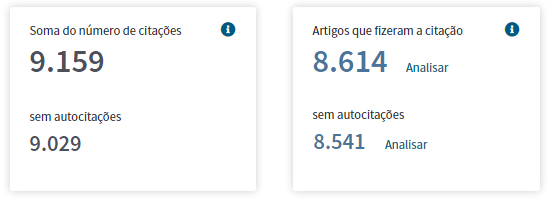 Soma do número de citações
9.159
sem autocitações
9.029
Artigos que fizeram a citação
8.614 Analisar
sem autocitações
8.541 Analisar